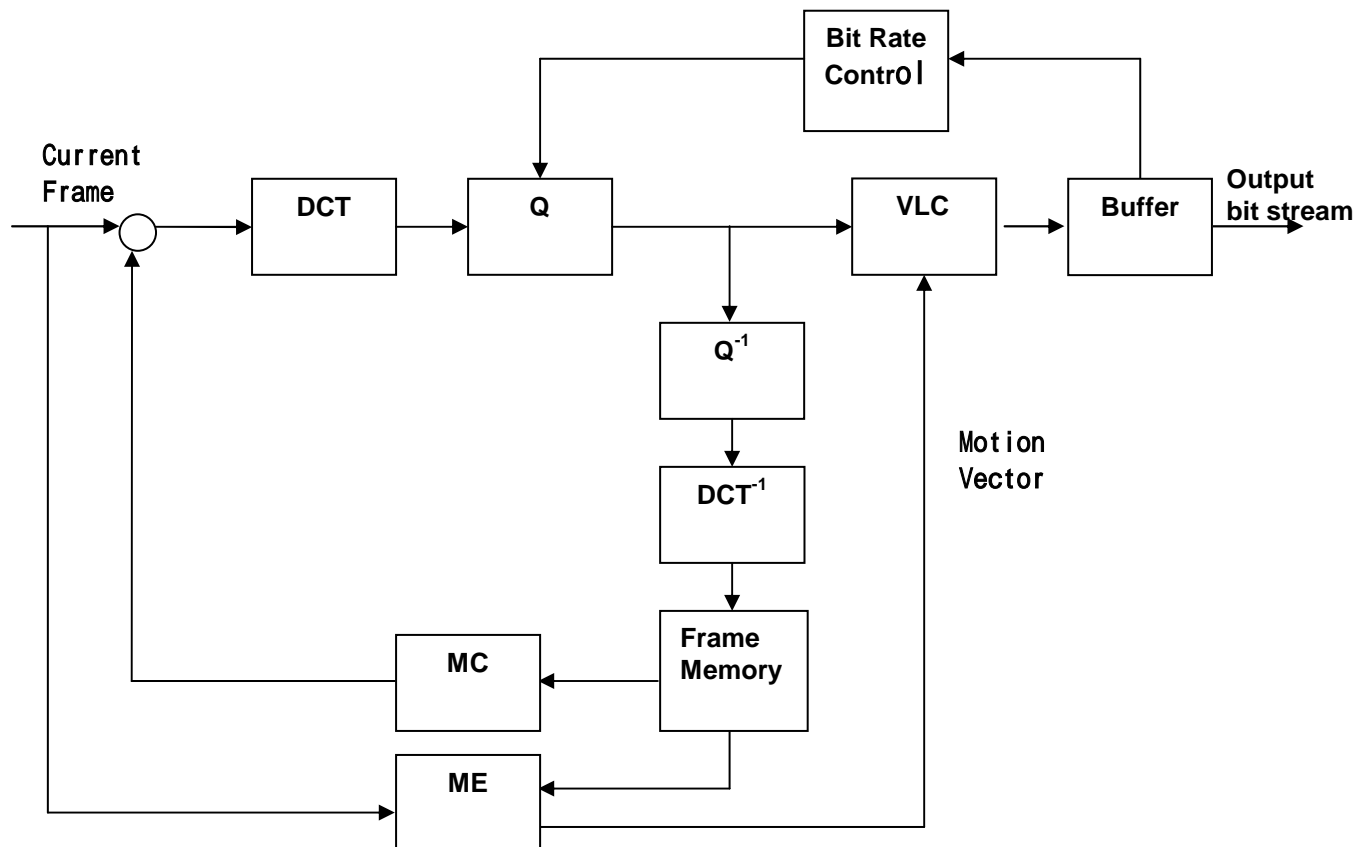 Bit Rate
Control
Current
Frame
DCT
Q
VLC
Buffer
Output
bit stream
Q-1
Motion
Vector
DCT-1
Frame
Memory
MC
ME